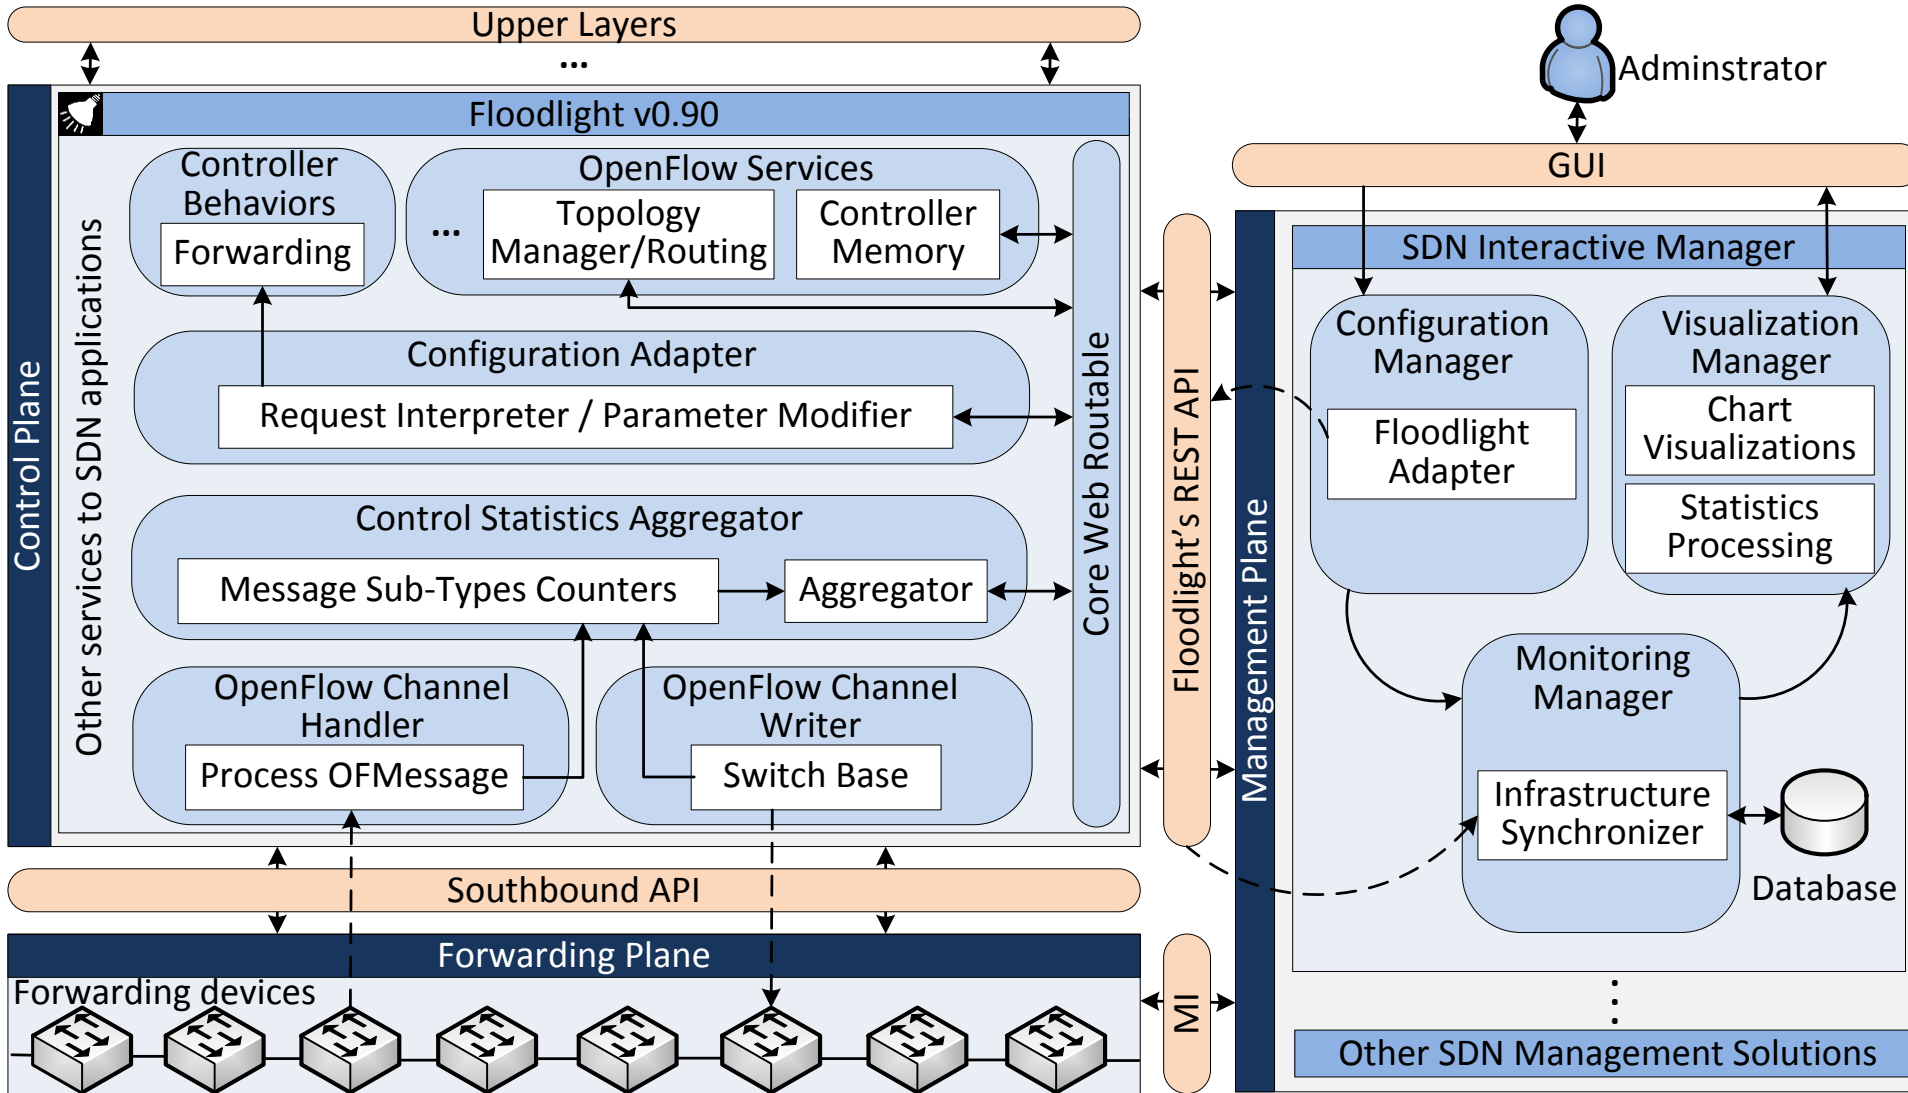 Upper Layers
...
Adminstrator
Control Plane
Floodlight v0.90
Other services to SDN applications
Controller
Behaviors
Forwarding
OpenFlow Services
...
Topology
Manager/Routing
Controller
Memory
Configuration Adapter
Request Interpreter / Parameter Modifier
Control Statistics Aggregator
Message Sub-Types Counters
Aggregator
OpenFlow Channel
Handler
Process OFMessage
OpenFlow Channel
Writer
Switch Base
Core Web Routable
Southbound API
Forwarding Plane
Forwarding devices
Floodlight's REST API
MI
GUI
Management Plane
SDN Interactive Manager
Configuration
Manager
Floodlight
Adapter
Visualization
Manager
Chart
Visualizations
Statistics
Processing
Monitoring
Manager
Infrastructure
Synchronizer
Database
Other SDN Management Solutions